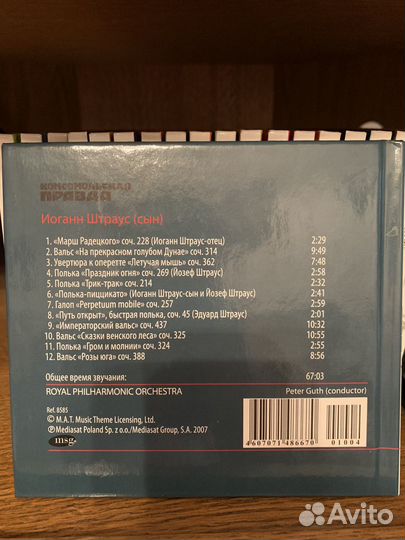 КОМСОМОЛЬСКАЯ
ПРАВДА
Иоганн Штраус (сын)
1. «Марш Радецкого» соч. 228 (Иоганн Штраус-отец) 2:29
2. Вальс «На прекрасном голубом Дунае» соч. 314 9:49
3. Увертюра к оперетте «Летучая мышь» соч. 362 7:48
4. Полька «Праздник огня» соч. 269 (Йозеф Штраус) 2:58
5. Полька «Трик-трак» соч. 214 2:32
6. «Полька-пиццикато» (Иоганн Штраус-сын и Йозеф Штраус) 2:41
7. Галоп «Perpetuum mobile» соч. 257 2:59
8. "Путь открыт", быстрая полька, соч. 45 (Эдуард Штраус) 2:01
9. «Императорский вальс» соч. 437 10:32
10. Вальс «Сказки венского леса» соч. 325 10:55
11. Полька «Гром и молнии» соч. 324 2:55
12. Вальс «Розы юга» соч. 388 8:56
Общее время звучания: 67:03
ROYAL PHILHARMONIC ORCHESTRA Peter Guth (conductor)
Ref. 8585
© M.A.T. Music Theme Licensing, Ltd.
℗ Mediasat Poland Sp. z o.o./Mediasat Group, S.A. 2007
msg.
4607071486670 01004
Avito